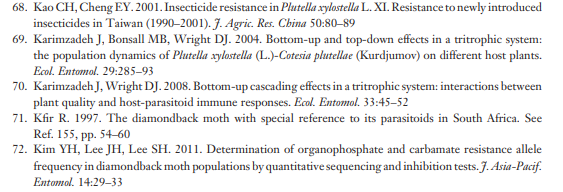 68. Kao CH, Cheng EY. 2001. Insecticide resistance in Plutella xylostella L. XI. Resistance to newly introduced
insecticides in Taiwan (1990–2001). J. Agric. Res. China 50:80–89
69. Karimzadeh J, Bonsall MB, Wright DJ. 2004. Bottom-up and top-down effects in a tritrophic system:
the population dynamics of Plutella xylostella (L.)-Cotesia plutellae (Kurdjumov) on different host plants.
Ecol. Entomol. 29:285–93
70. Karimzadeh J, Wright DJ. 2008. Bottom-up cascading effects in a tritrophic system: interactions between
plant quality and host-parasitoid immune responses. Ecol. Entomol. 33:45–52
71. Kfir R. 1997. The diamondback moth with special reference to its parasitoids in South Africa. See
Ref. 155, pp. 54–60
72. Kim YH, Lee JH, Lee SH. 2011. Determination of organophosphate and carbamate resistance allele
frequency in diamondback moth populations by quantitative sequencing and inhibition tests. J. Asia-Pacif.
Entomol. 14:29–33